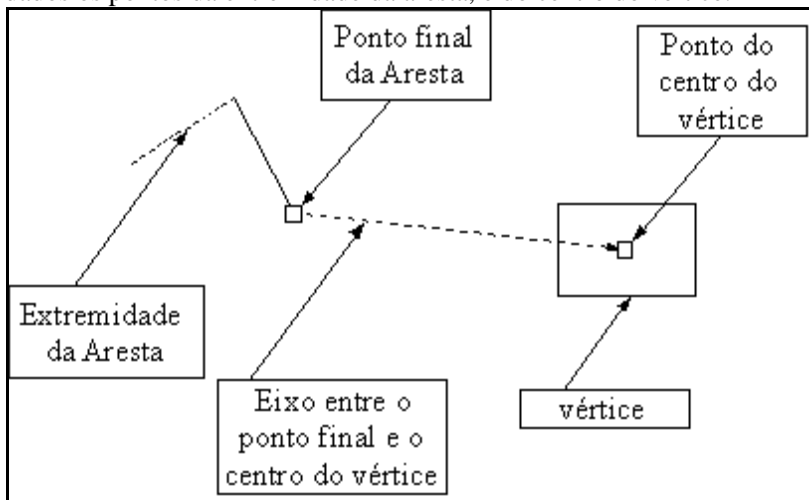 Ponto final
da Aresta
Ponto do
centro do
vértice
Extremidade
da Aresta
Eixo entre o
ponto final e o
centro do vértice
vértice